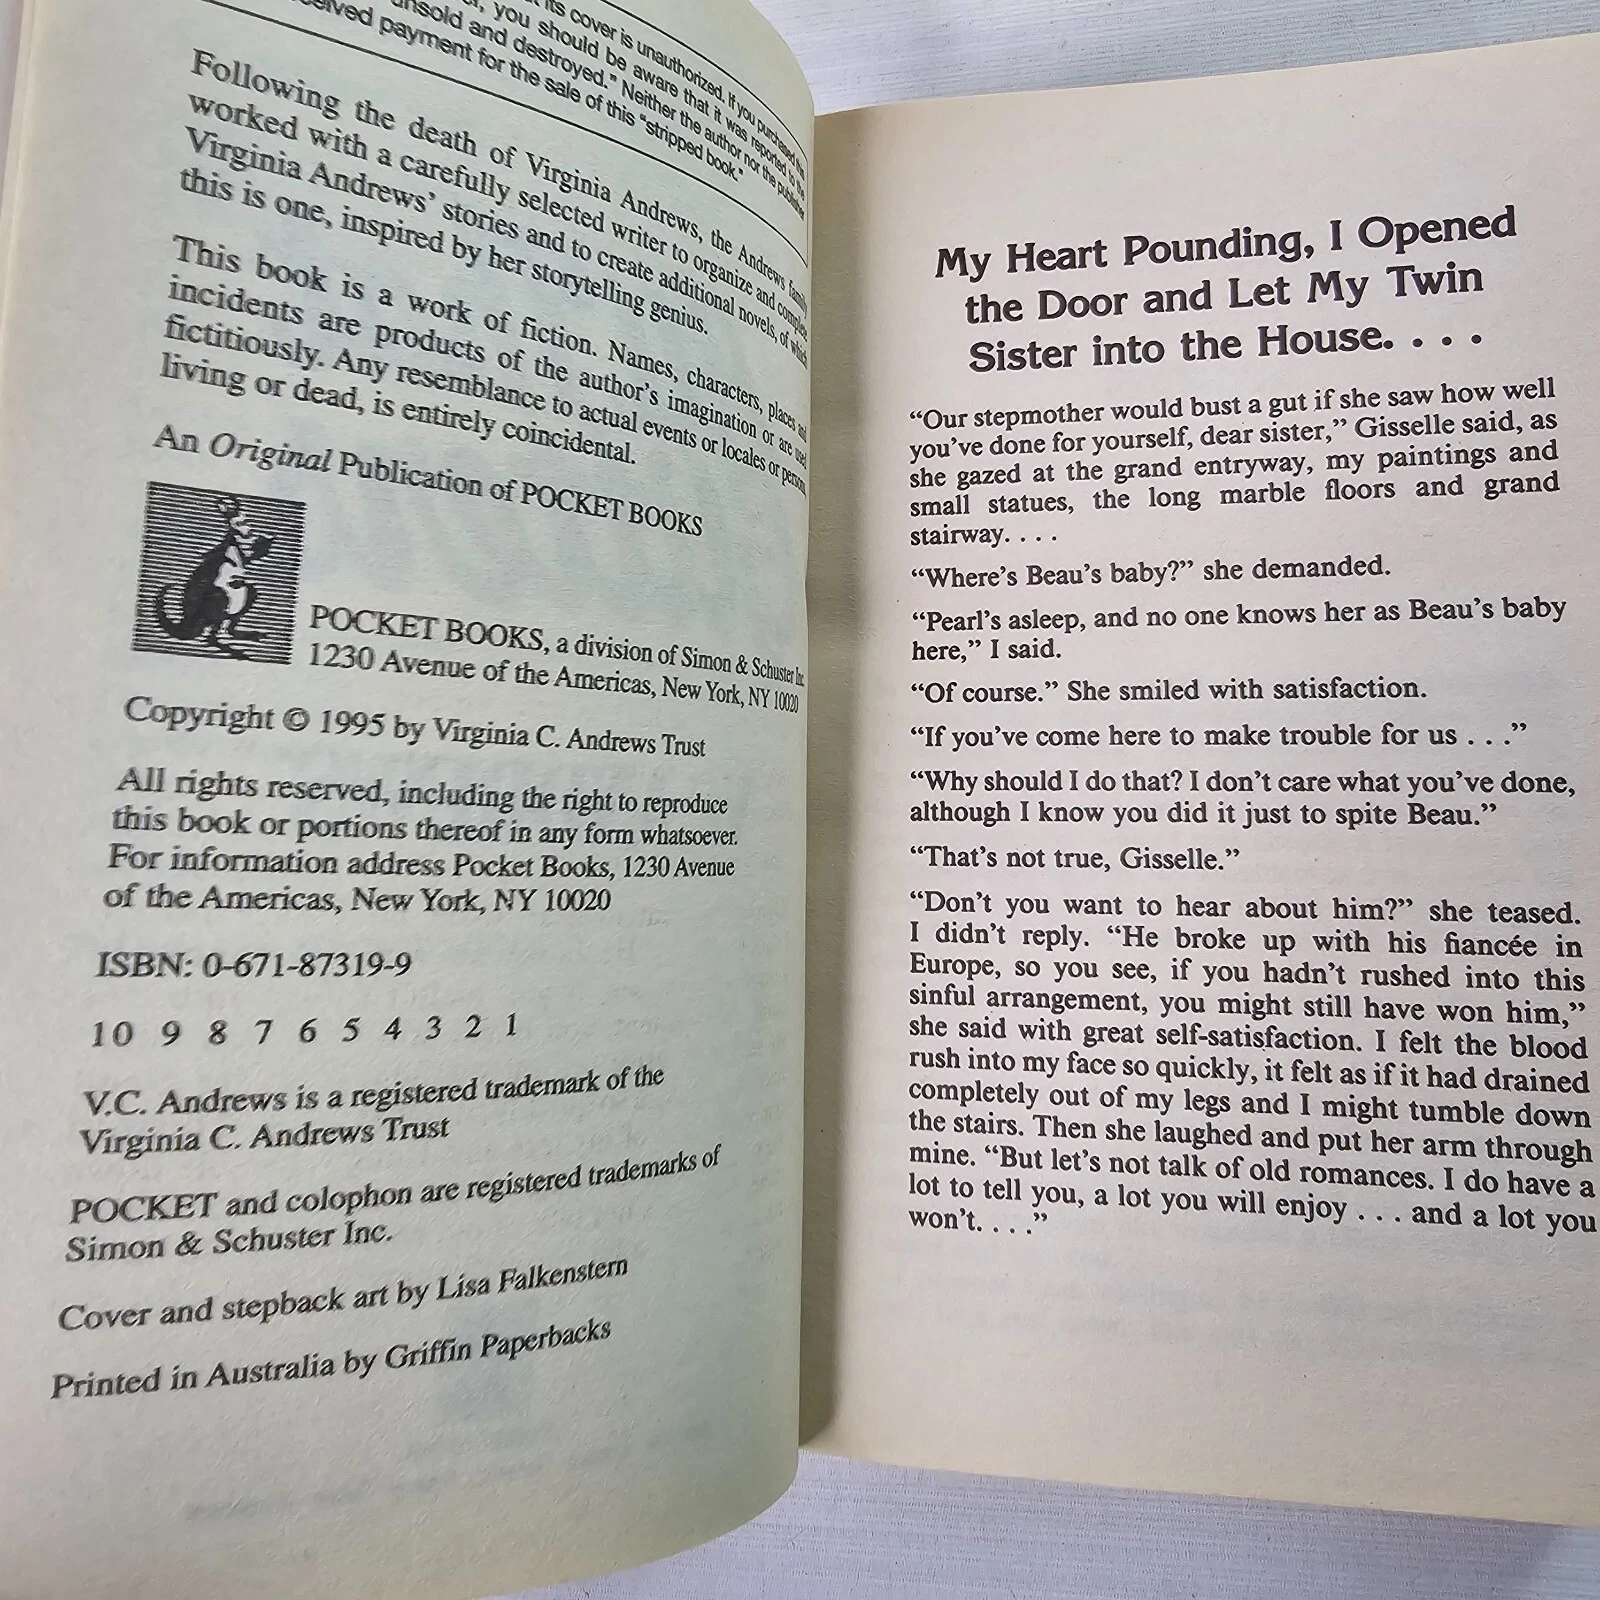 its cover is unauthorized. If you purchased this
you should be aware that it was reported to the
unsold and destroyed." Neither the author nor the publisher
received payment for the sale of this "stripped book."
Following the death of Virginia Andrews, the Andrews family
worked with a carefully selected writer to organize and complete
Virginia Andrews' stories and to create additional novels, of which
this is one, inspired by her storytelling genius.
This book is a work of fiction. Names, characters, places and
incidents are products of the author's imagination or are used
fictitiously. Any resemblance to actual events or locales or persons,
living or dead, is entirely coincidental.
An Original Publication of POCKET BOOKS
POCKET BOOKS, a division of Simon & Schuster Inc.
1230 Avenue of the Americas, New York, NY 10020
Copyright © 1995 by Virginia C. Andrews Trust
All rights reserved, including the right to reproduce
this book or portions thereof in any form whatsoever.
For information address Pocket Books, 1230 Avenue
of the Americas, New York, NY 10020
ISBN: 0-671-87319-9
10 9 8 7 6 5 4 3 2 1
V.C. Andrews is a registered trademark of the
Virginia C. Andrews Trust
POCKET and colophon are registered trademarks of
Simon & Schuster Inc.
Cover and stepback art by Lisa Falkenstern
Printed in Australia by Griffin Paperbacks
My Heart Pounding, I Opened
the Door and Let My Twin
Sister into the House. . . .
“Our stepmother would bust a gut if she saw how well
you’ve done for yourself, dear sister,” Gisselle said, as
she gazed at the grand entryway, my paintings and
small statues, the long marble floors and grand
stairway. . . .
“Where’s Beau’s baby?” she demanded.
“Pearl’s asleep, and no one knows her as Beau’s baby
here,” I said.
“Of course.” She smiled with satisfaction.
“If you’ve come here to make trouble for us . . .”
“Why should I do that? I don’t care what you’ve done,
although I know you did it just to spite Beau.”
“That’s not true, Gisselle.”
“Don’t you want to hear about him?” she teased.
I didn’t reply. “He broke up with his fiancée in
Europe, so you see, if you hadn’t rushed into this
sinful arrangement, you might still have won him,”
she said with great self-satisfaction. I felt the blood
rush into my face so quickly, it felt as if it had drained
completely out of my legs and I might tumble down
the stairs. Then she laughed and put her arm through
mine. “But let’s not talk of old romances. I do have a
lot to tell you, a lot you will enjoy . . . and a lot you
won’t. . . .”